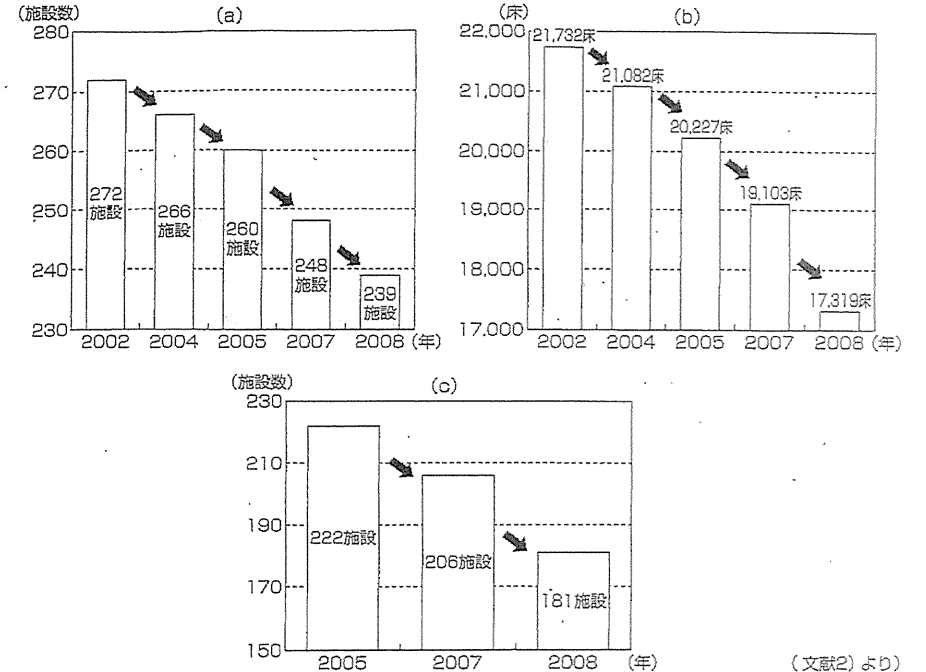 (施設数)
(a)
280
270
260
250
240
230
272
施設
266
施設
260
施設
248
施設
239
施設
2002 2004 2005 2007 2008 (年)
(床)
(b)
22,000
21,000
20,000
19,000
18,000
17,000
21,732床
21,082床
20,227床
19,103床
17,319床
2002 2004 2005 2007 2008 (年)
(施設数)
(c)
230
210
190
170
150
222施設
206施設
181施設
2005 2007 2008 (年)
(文献2)より)